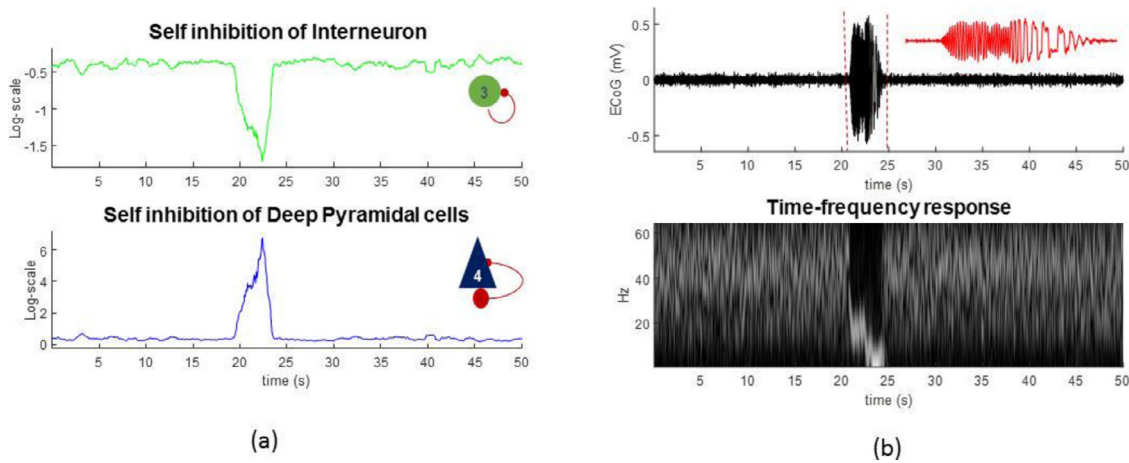 Self inhibition of Interneuron
Log-scale
-0.5
-1
-1.5
3
5 10 15 20 25 30 35 40 45 50
Self inhibition of Deep Pyramidal cells
Log-scale
6
4
2
0
4
5 10 15 20 25 30 35 40 45 50
time (s)
(a)
ECoG (mV)
0.5
0
-0.5
5 10 15 20 25 30 35 40 45 50
time (s)
Time-frequency response
Hz
60
40
20
5 10 15 20 25 30 35 40 45 50
time (s)
(b)